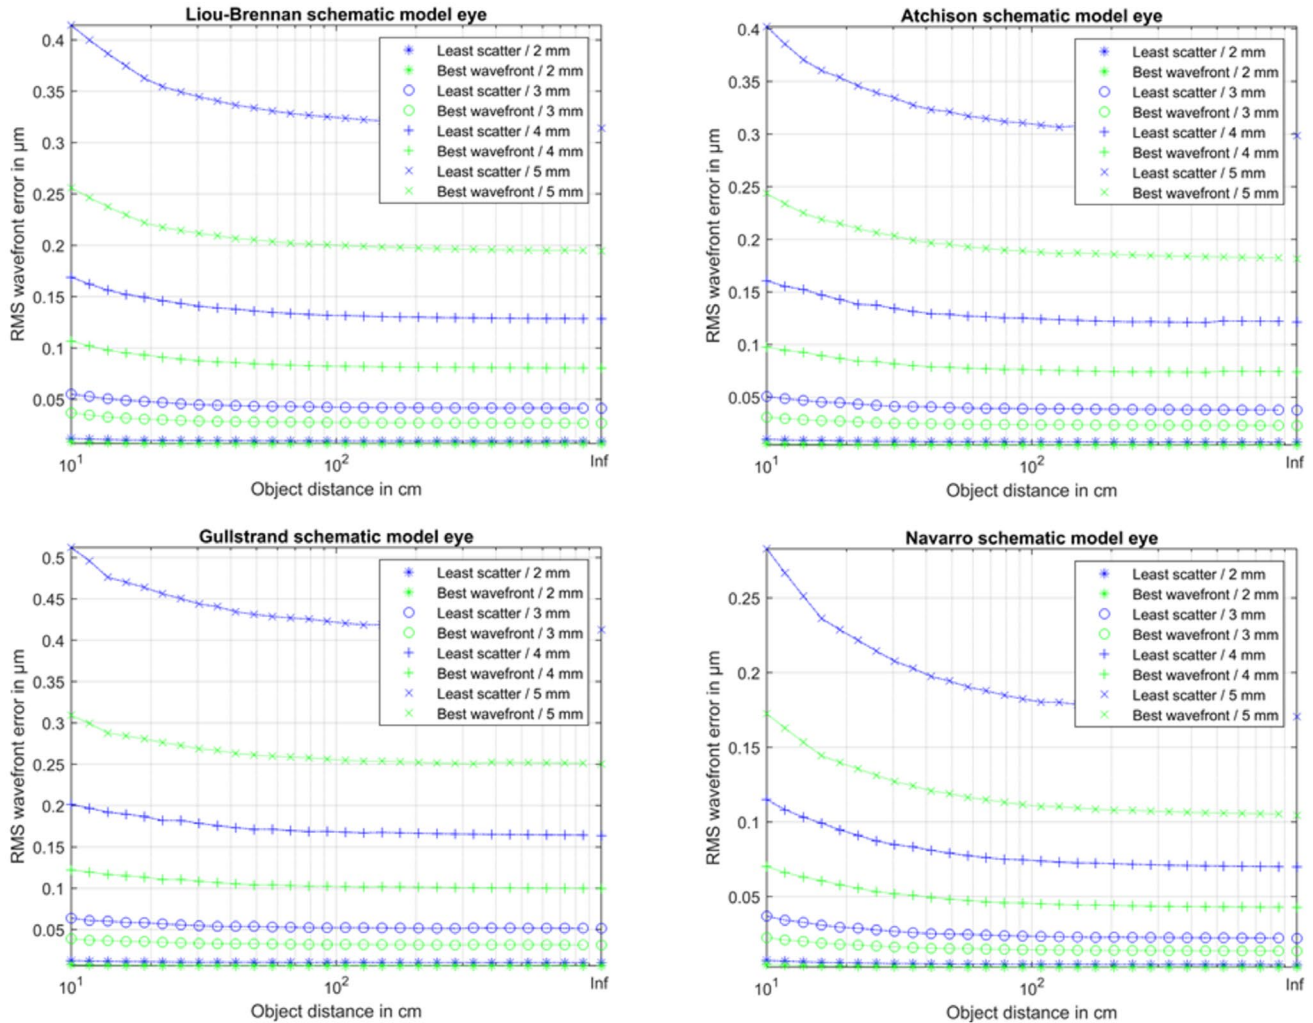 Liou-Brennan schematic model eye
RMS wavefront error in µm
0.4
0.35
0.3
0.25
0.2
0.15
0.1
0.05
Least scatter / 2 mm
Best wavefront / 2 mm
Least scatter / 3 mm
Best wavefront / 3 mm
Least scatter / 4 mm
Best wavefront / 4 mm
Least scatter / 5 mm
Best wavefront / 5 mm
10¹
10²
Inf
Object distance in cm
Atchison schematic model eye
RMS wavefront error in µm
0.4
0.35
0.3
0.25
0.2
0.15
0.1
0.05
Least scatter / 2 mm
Best wavefront / 2 mm
Least scatter / 3 mm
Best wavefront / 3 mm
Least scatter / 4 mm
Best wavefront / 4 mm
Least scatter / 5 mm
Best wavefront / 5 mm
10¹
10²
Inf
Object distance in cm
Gullstrand schematic model eye
RMS wavefront error in µm
0.5
0.45
0.4
0.35
0.3
0.25
0.2
0.15
0.1
0.05
Least scatter / 2 mm
Best wavefront / 2 mm
Least scatter / 3 mm
Best wavefront / 3 mm
Least scatter / 4 mm
Best wavefront / 4 mm
Least scatter / 5 mm
Best wavefront / 5 mm
10¹
10²
Inf
Object distance in cm
Navarro schematic model eye
RMS wavefront error in µm
0.25
0.2
0.15
0.1
0.05
Least scatter / 2 mm
Best wavefront / 2 mm
Least scatter / 3 mm
Best wavefront / 3 mm
Least scatter / 4 mm
Best wavefront / 4 mm
Least scatter / 5 mm
Best wavefront / 5 mm
10¹
10²
Inf
Object distance in cm